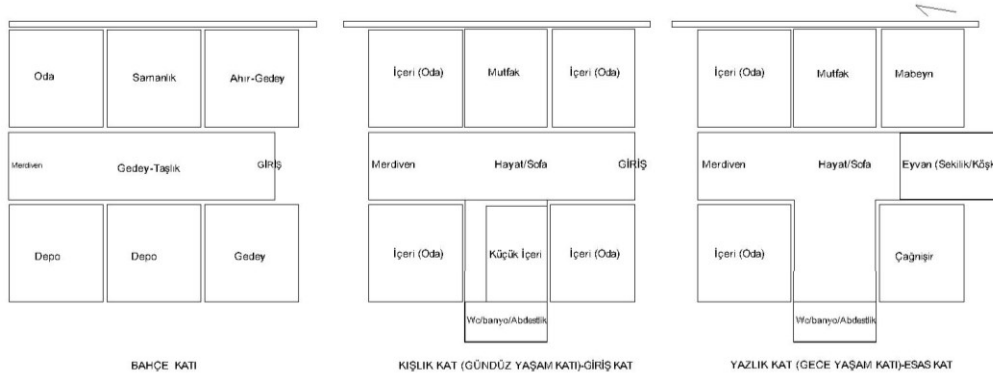 Oda
Samanlık
Ahır-Gedey
Merdiven
Gedey-Taşlık
GİRİŞ
Depo
Depo
Gedey
BAHÇE KATI
İçeri (Oda)
Mutfak
İçeri (Oda)
Merdiven
Hayat/Sofa
GİRİŞ
İçeri (Oda)
Küçük İçeri
İçeri (Oda)
Wc/banyo/Abdestlik
KIŞLIK KAT (GÜNDÜZ YAŞAM KATI)-GİRİŞ KAT
İçeri (Oda)
Mutfak
Mabeyn
Merdiven
Hayat/Sofa
Eyvan (Sekilik/Köşk
İçeri (Oda)
Çağnişir
Wc/banyo/Abdestlik
YAZLIK KAT (GECE YAŞAM KATI)-ESAS KAT